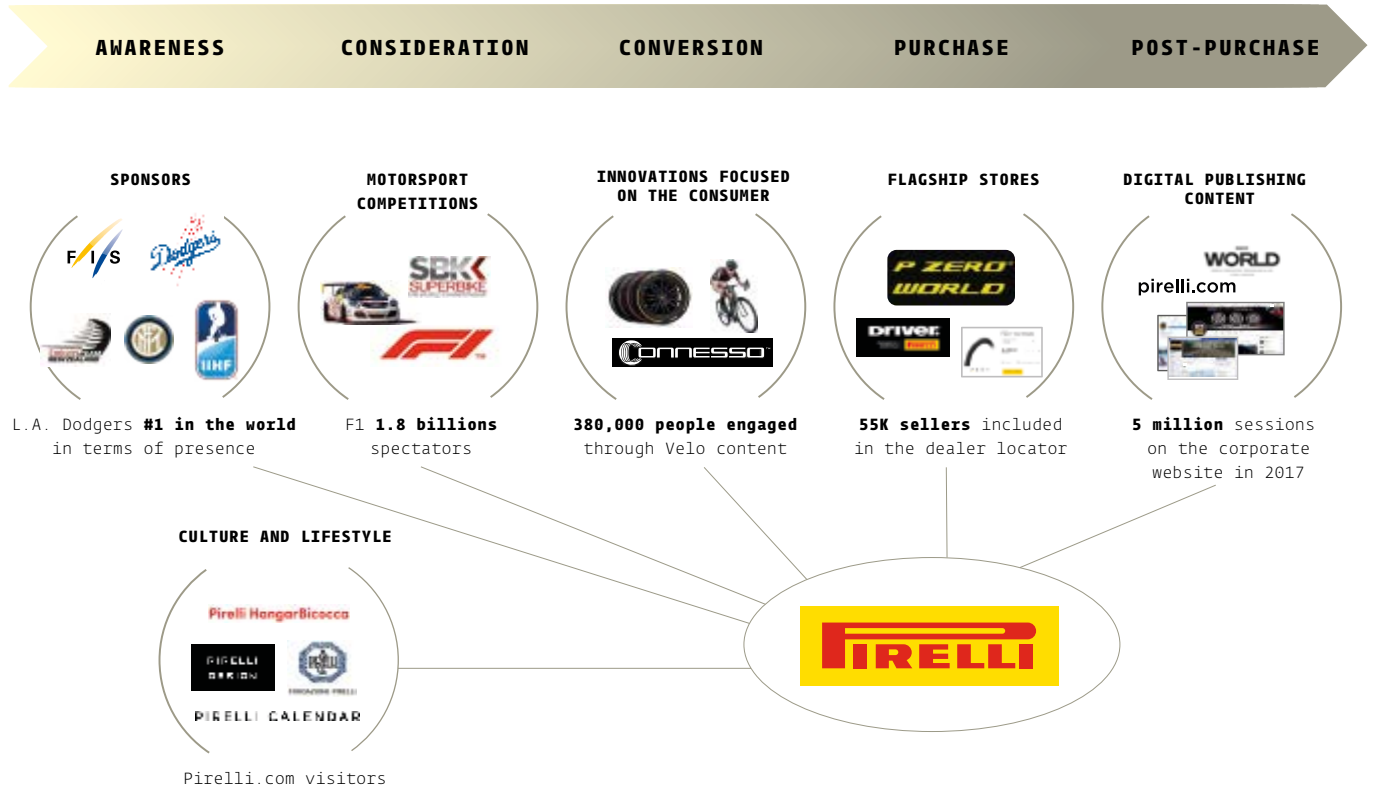 AWARENESS
CONSIDERATION
CONVERSION
PURCHASE
POST-PURCHASE
SPONSORS
FIS
Dodgers
IIHF
L.A. Dodgers #1 in the world
in terms of presence
MOTORSPORT
COMPETITIONS
SBK
SUPERBIKE
F1
F1 1.8 billions
spectators
INNOVATIONS FOCUSED
ON THE CONSUMER
CONNESSO
380,000 people engaged
through Velo content
FLAGSHIP STORES
P ZERO
WORLD
DRIVER
PIRELLI
55K sellers included
in the dealer locator
DIGITAL PUBLISHING
CONTENT
WORLD
pirelli.com
5 million sessions
on the corporate
website in 2017
CULTURE AND LIFESTYLE
Pirelli HangarBicocca
PIRELLI
DESIGN
FONDAZIONE PIRELLI
PIRELLI CALENDAR
Pirelli.com visitors
PIRELLI